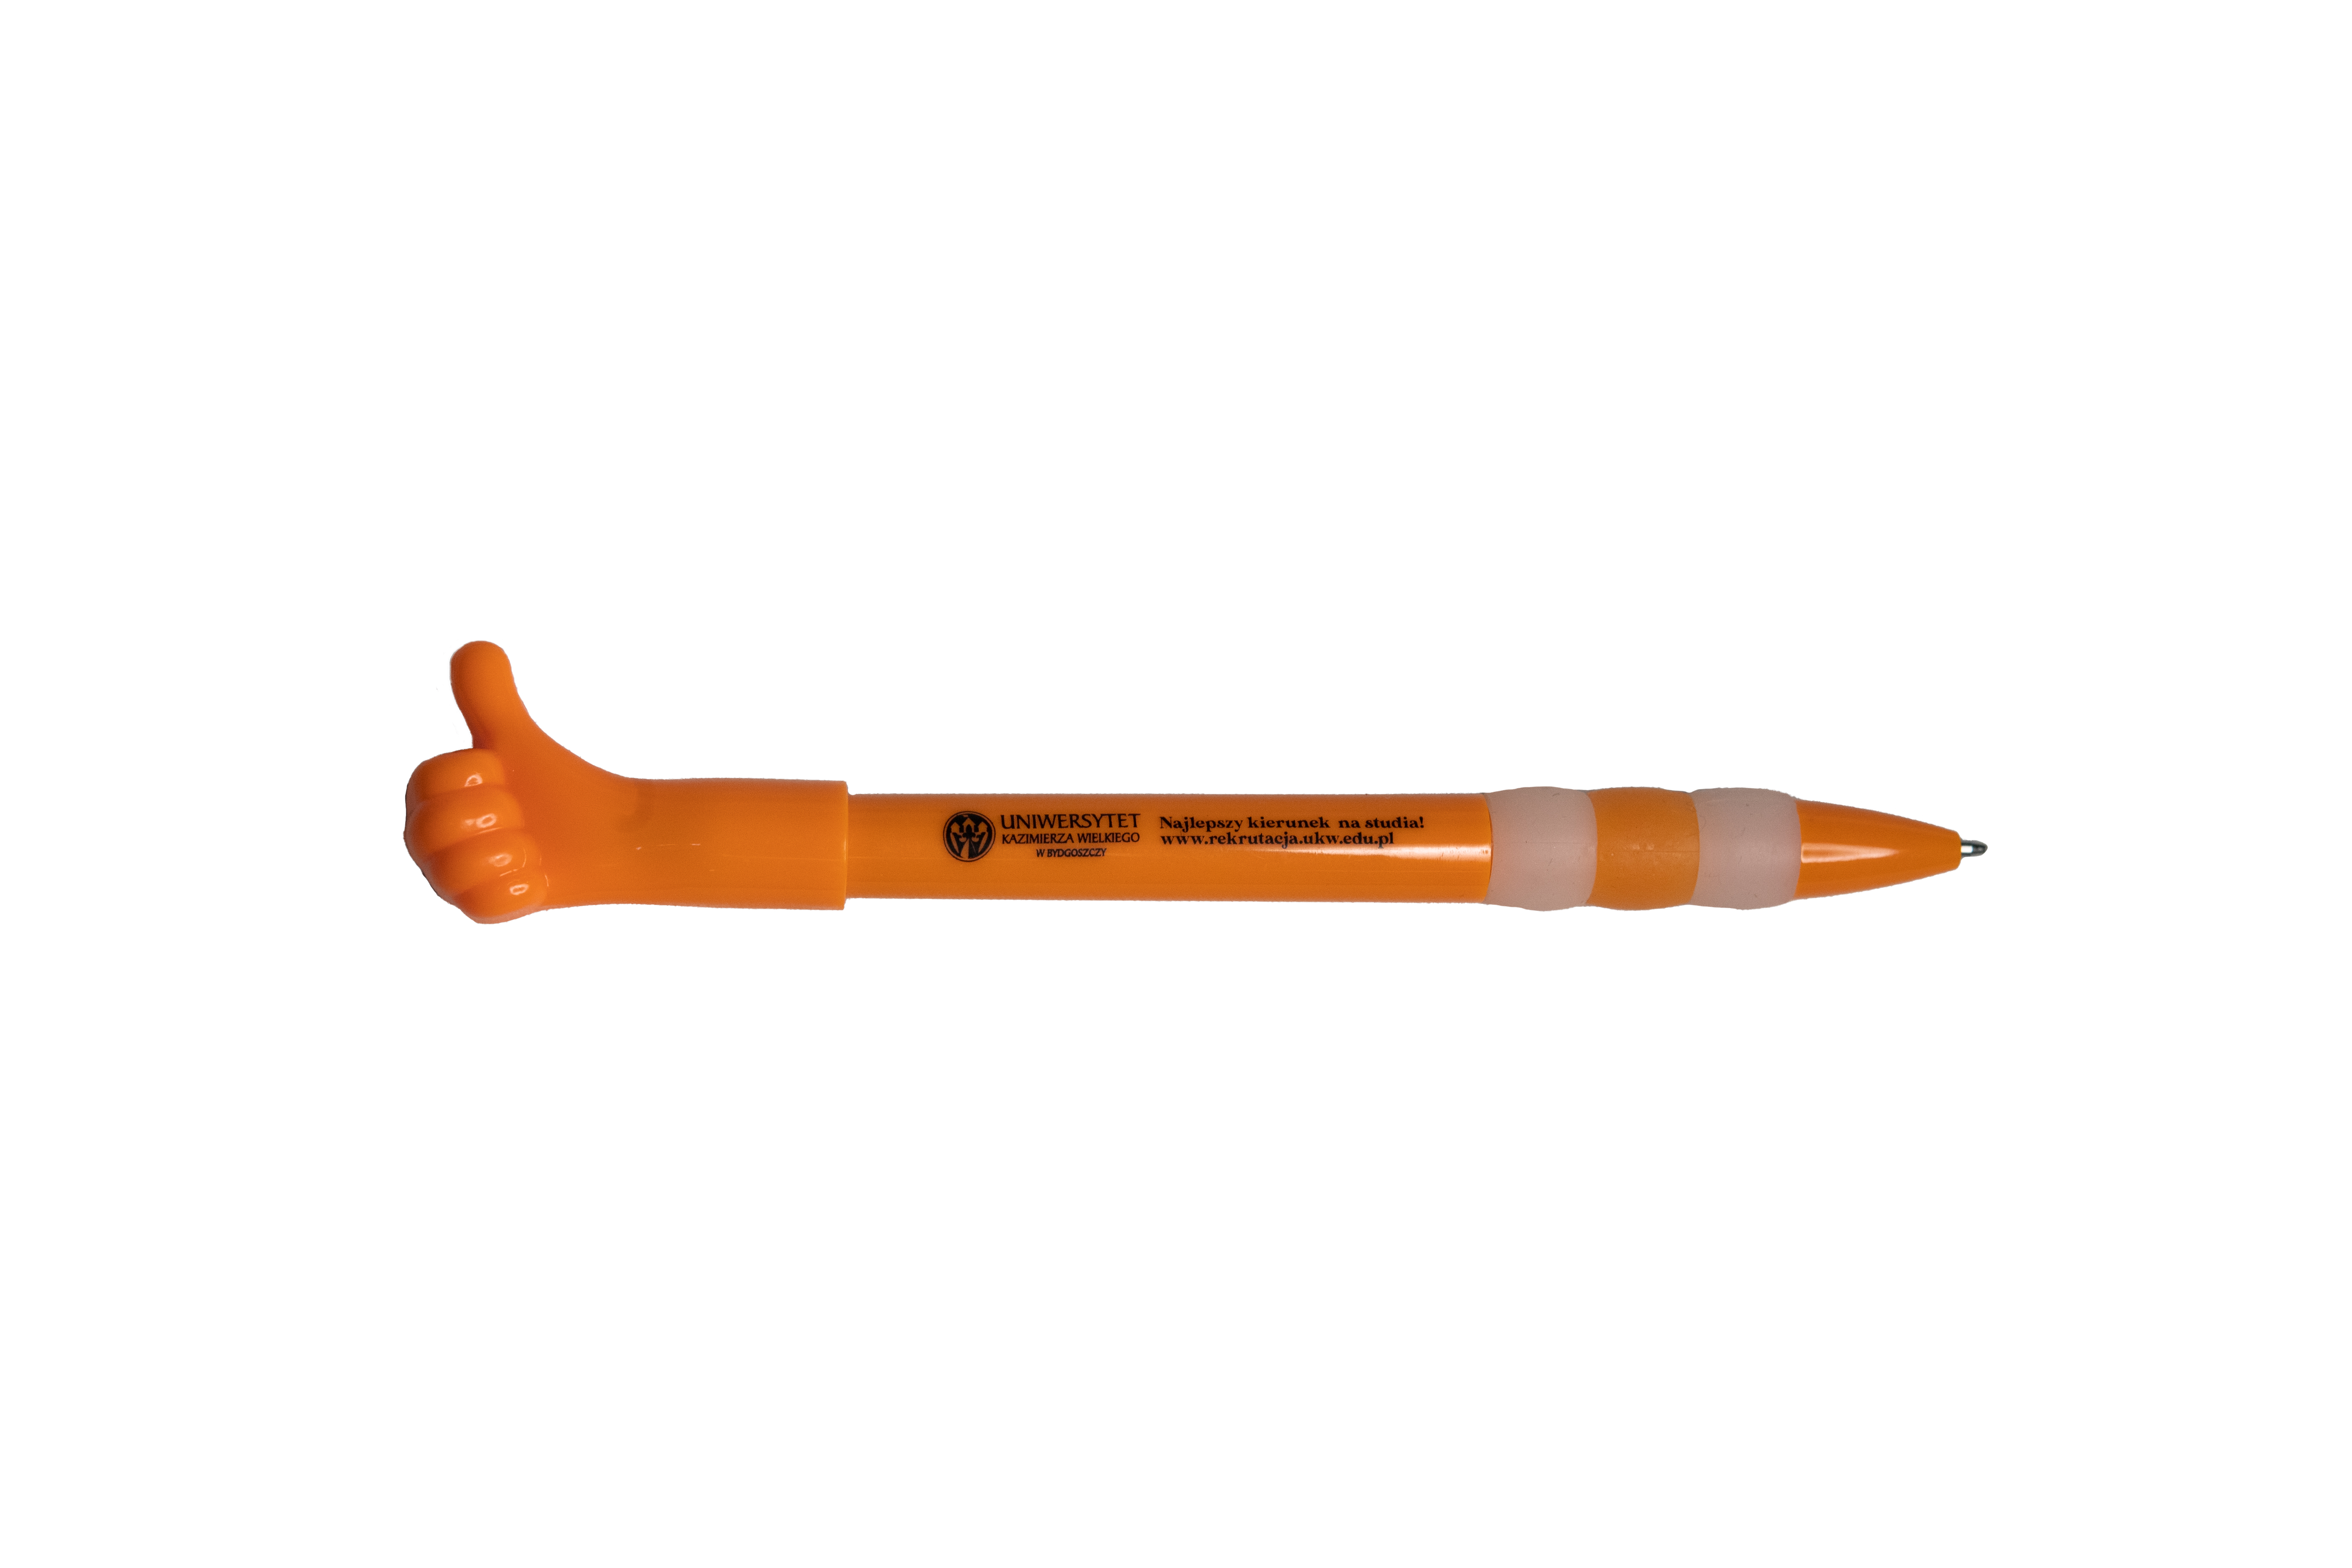 UNIWERSYTET
KAZIMIERZA WIELKIEGO
W BYDGOSZCZY
Najlepszy kierunek na studia!
www.rekrutacja.ukw.edu.pl